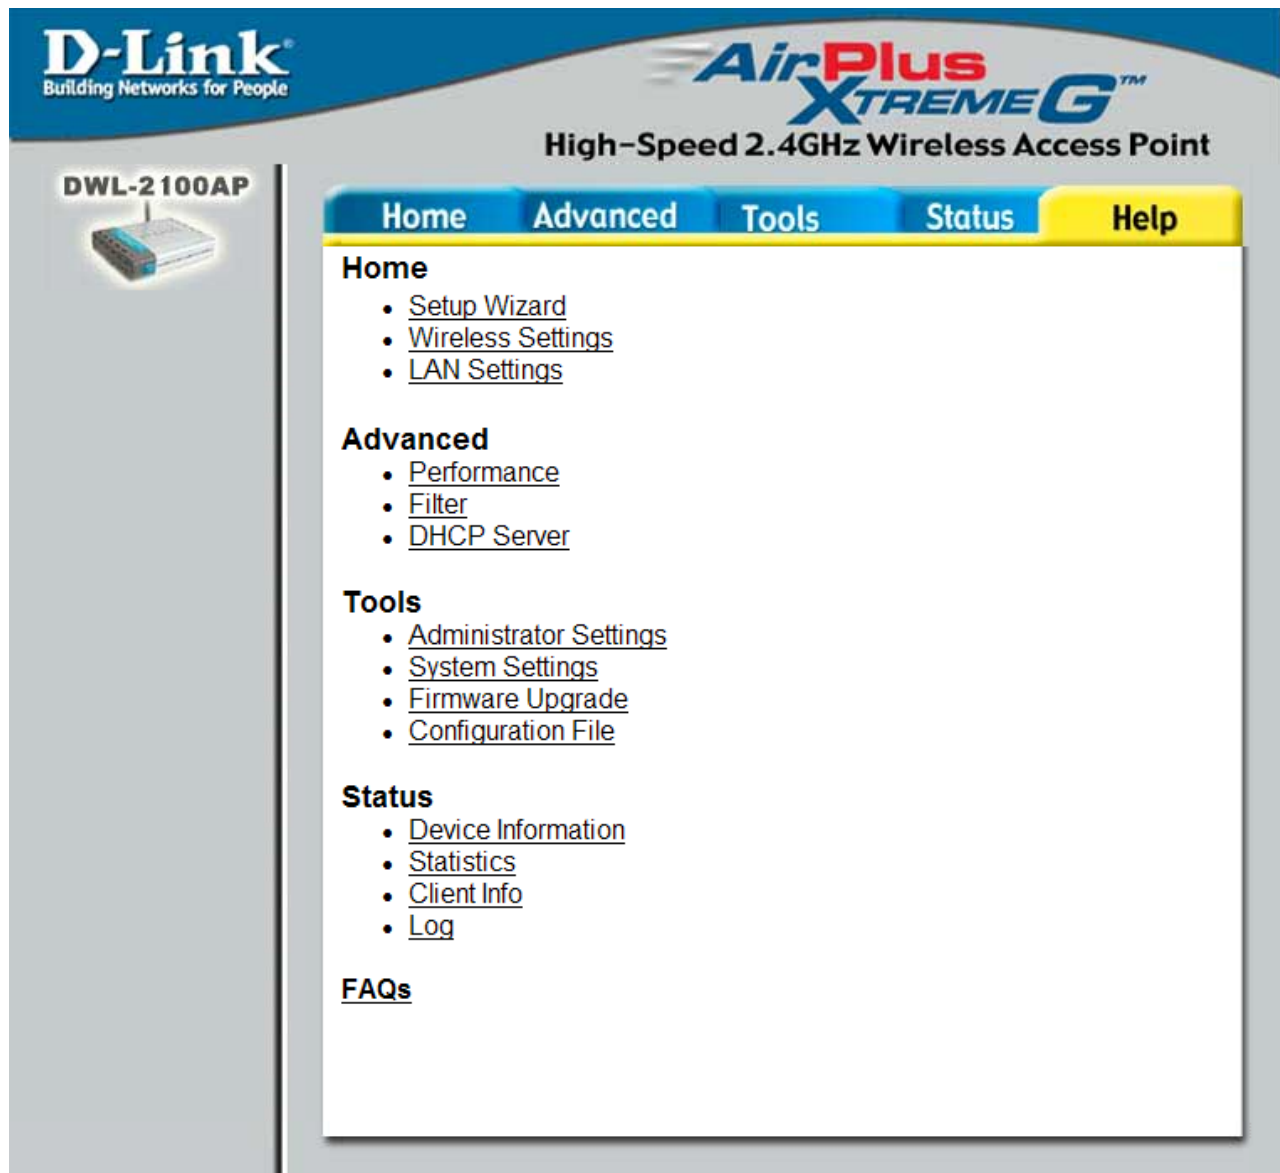 D-Link
Building Networks for People
AirPlus
XTREME G™
High-Speed 2.4GHz Wireless Access Point
DWL-2100AP
Home Advanced Tools Status Help
Home
Setup Wizard
Wireless Settings
LAN Settings
Advanced
Performance
Filter
DHCP Server
Tools
Administrator Settings
System Settings
Firmware Upgrade
Configuration File
Status
Device Information
Statistics
Client Info
Log
FAQs